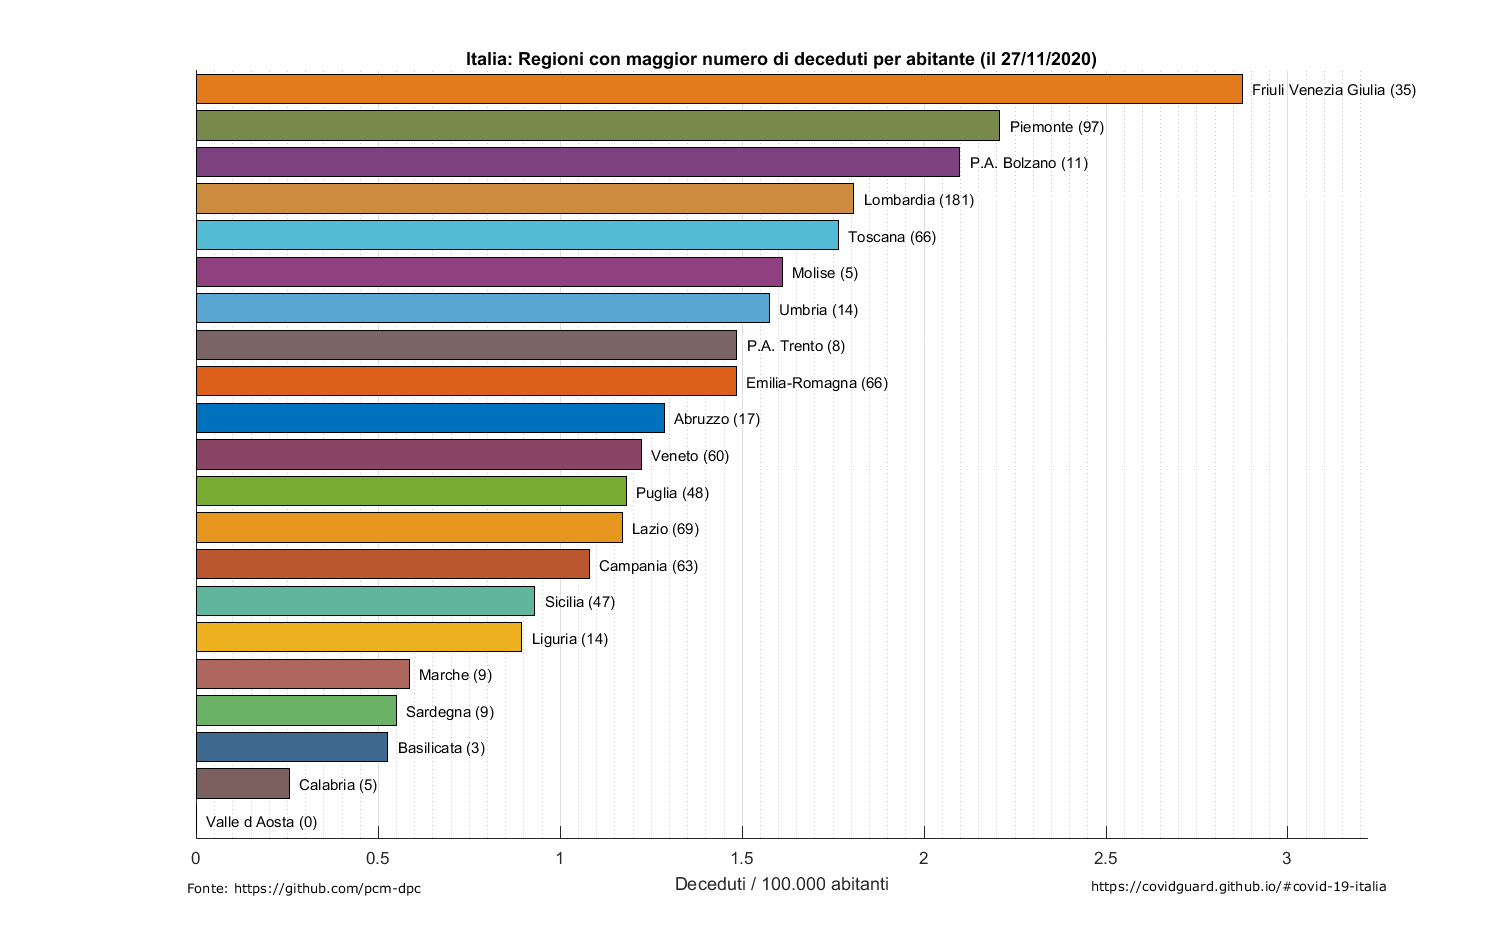 Italia: Regioni con maggior numero di deceduti per abitante (il 27/11/2020)
Friuli Venezia Giulia (35)
Piemonte (97)
P.A. Bolzano (11)
Lombardia (181)
Toscana (66)
Molise (5)
Umbria (14)
P.A. Trento (8)
Emilia-Romagna (66)
Abruzzo (17)
Veneto (60)
Puglia (48)
Lazio (69)
Campania (63)
Sicilia (47)
Liguria (14)
Marche (9)
Sardegna (9)
Basilicata (3)
Calabria (5)
Valle d Aosta (0)
0 0.5 1 1.5 2 2.5 3
Deceduti / 100.000 abitanti
Fonte: https://github.com/pcm-dpc
https://covidguard.github.io/#covid-19-italia